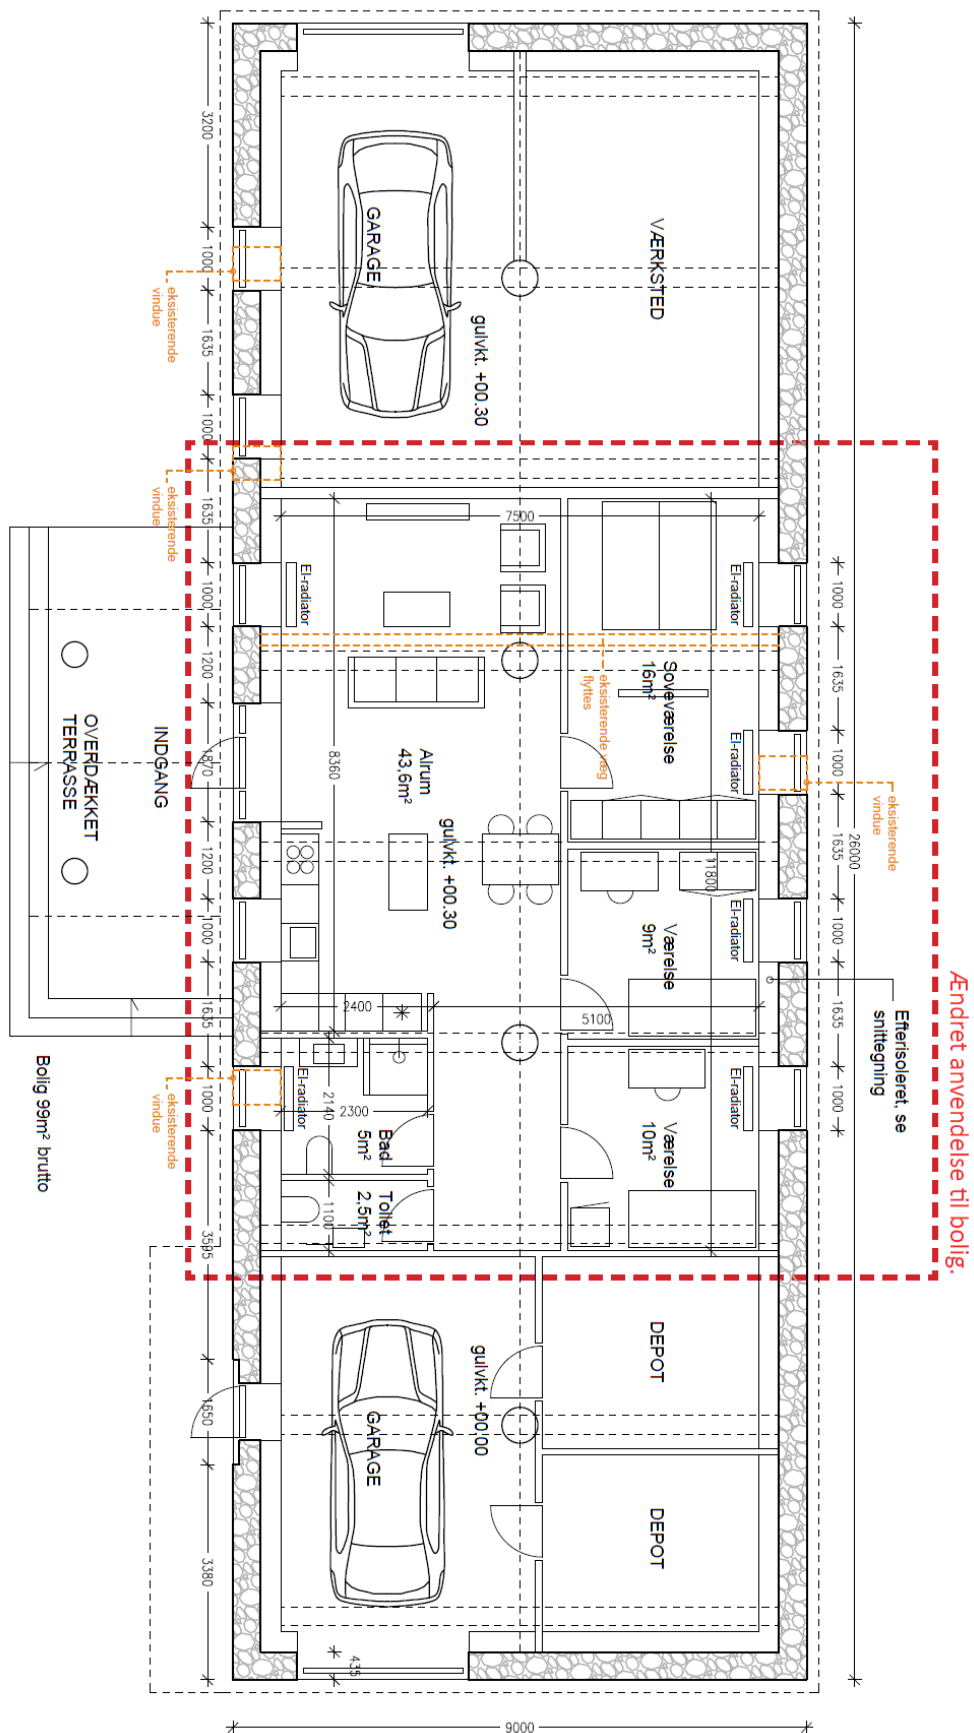 3200
1000
1635
1000
1635
1000
1200
1870
1200
1000
1635
1000
3595
1650
3380
GARAGE
gulvkt. +00.30
VÆRKSTED
eksisterende
vindue
eksisterende
vindue
7500
El-radiator
El-radiator
1000
1635
1000
1635
1000
1635
1000
26000
Soveværelse
16m²
eksisterende væg
flyttes
El-radiator
eksisterende
vindue
INDGANG
OVERDÆKKET
TERRASSE
8360
Alrum
43,6m²
gulvkt. +00.30
11800
Værelse
9m²
El-radiator
2400
5100
Efterisoleret, se
snittegning
Ændret anvendelse til bolig.
Bolig 99m² brutto
eksisterende
vindue
El-radiator
2140
2300
Bad
5m²
Værelse
10m²
El-radiator
1100
Toilet
2,5m²
gulvkt. +00.00
GARAGE
DEPOT
DEPOT
435
9000